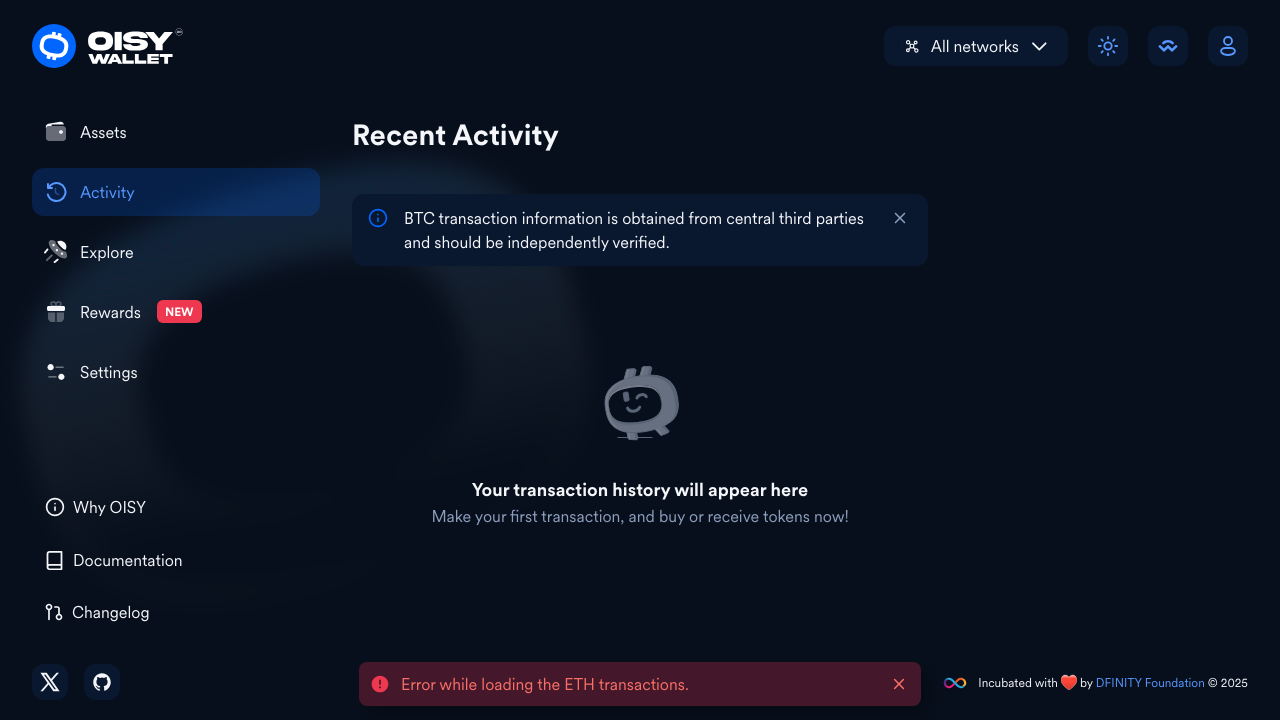 OISY
WALLET
All networks
Assets
Activity
Explore
Rewards NEW
Settings
Why OISY
Documentation
Changelog
Recent Activity
BTC transaction information is obtained from central third parties
and should be independently verified.
Your transaction history will appear here
Make your first transaction, and buy or receive tokens now!
Error while loading the ETH transactions.
Incubated with ❤️ by DFINITY Foundation © 2025